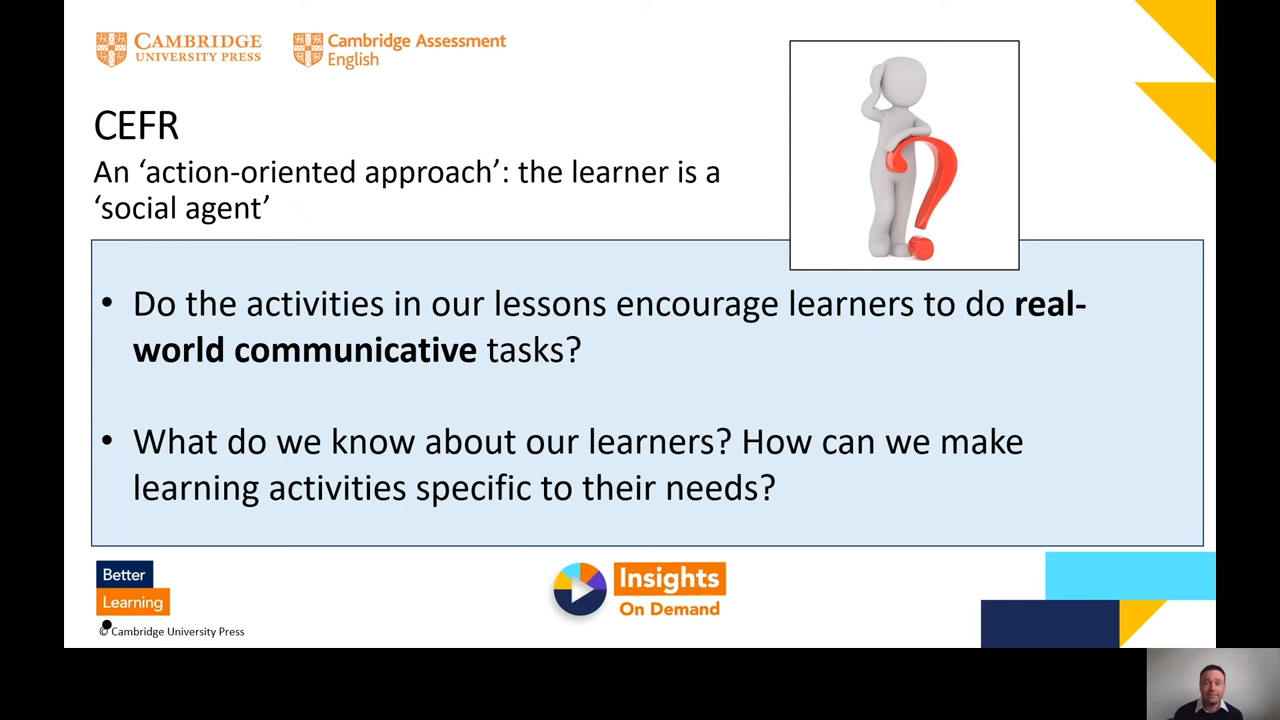 CAMBRIDGE
UNIVERSITY PRESS
Cambridge Assessment
English
CEFR
An ‘action-oriented approach’: the learner is a
‘social agent’
• Do the activities in our lessons encourage learners to do real-
world communicative tasks?
• What do we know about our learners? How can we make
learning activities specific to their needs?
Better
Learning
Insights
On Demand
© Cambridge University Press